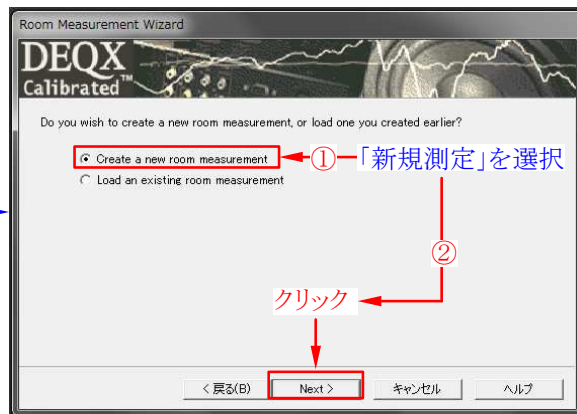 Room Measurement Wizard
DEQX
Calibrated™
Do you wish to create a new room measurement, or load one you created earlier?
Create a new room measurement
①
「新規測定」を選択
Load an existing room measurement
②
クリック
< 戻る(B)
Next >
キャンセル
ヘルプ